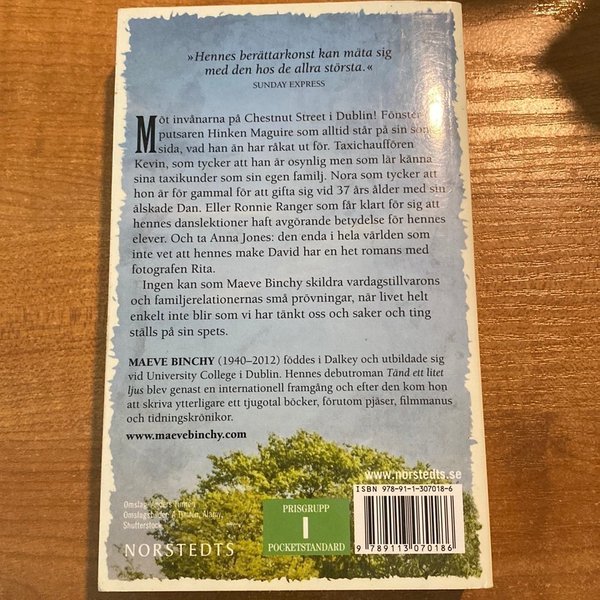 »Hennes berättarkonst kan mäta sig
med den hos de allra största.«
SUNDAY EXPRESS
Möt invånarna på Chestnut Street i Dublin! Fönster-
putsaren Hinken Maguire som alltid står på sin sons
sida, vad han än har råkat ut för. Taxichauffören
Kevin, som tycker att han är osynlig men som lär känna
sina taxikunder som sin egen familj. Nora som tycker att
hon är för gammal för att gifta sig vid 37 års ålder med sin
älskade Dan. Eller Ronnie Ranger som får klart för sig att
hennes danslektioner haft avgörande betydelse för hennes
elever. Och ta Anna Jones: den enda i hela världen som
inte vet att hennes make David har en het romans med
fotografen Rita.
Ingen kan som Maeve Binchy skildra vardagstillvarons
och familjerelationernas små prövningar, när livet helt
enkelt inte blir som vi har tänkt oss och saker och ting
ställs på sin spets.
MAEVE BINCHY (1940–2012) föddes i Dalkey och utbildade sig
vid University College i Dublin. Hennes debutroman Tänd ett litet
ljus blev genast en internationell framgång och efter den kom hon
att skriva ytterligare ett tjugotal böcker, förutom pjäser, filmmanus
och tidningskrönikor.
www.maevebinchy.com
www.norstedts.se
ISBN 978-91-1-307018-6
Omslag: Anders
Omslagsbilder: Alamy,
Shutterstock
PRISGRUPP
I
POCKETSTANDARD
NORSTEDTS
9 789113 070186